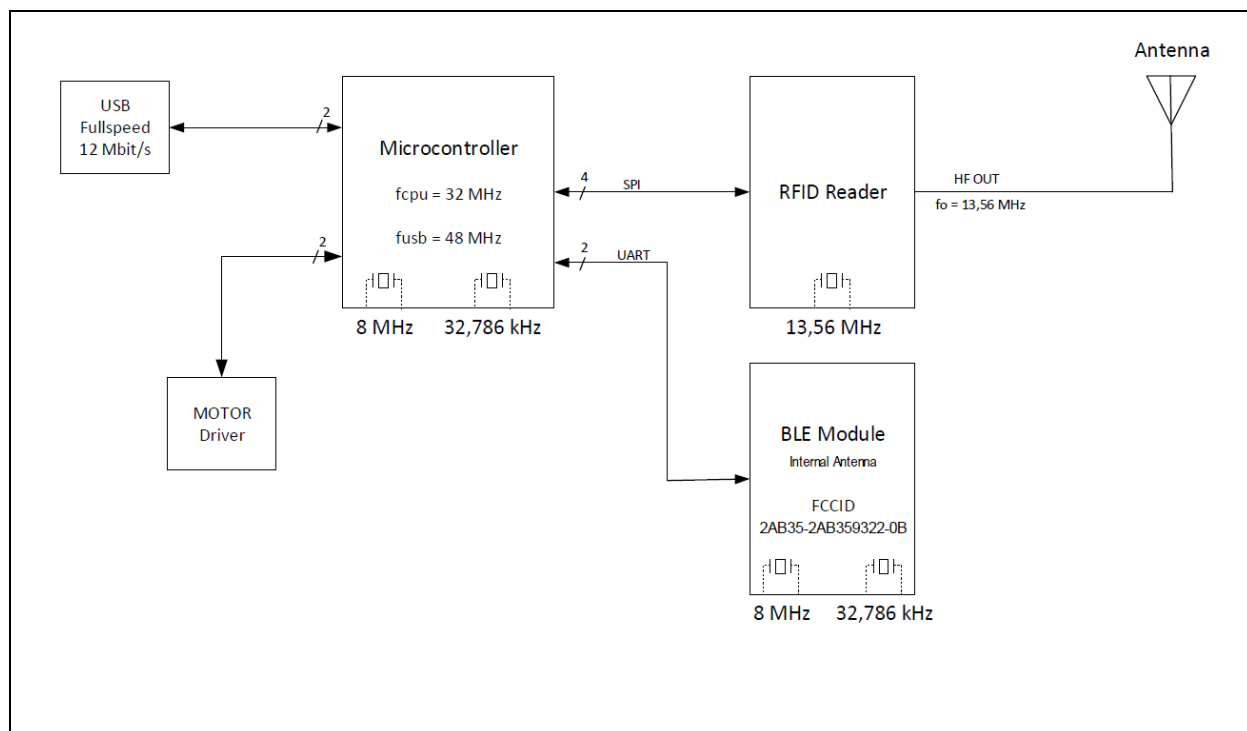 Antenna
USB
Fullspeed
12 Mbit/s
2
Microcontroller
fcpu = 32 MHz
fusb = 48 MHz
8 MHz
32,786 kHz
2
4
SPI
2
UART
RFID Reader
13,56 MHz
HF OUT
fo = 13,56 MHz
MOTOR
Driver
BLE Module
Internal Antenna
FCCID
2AB35-2AB359322-0B
8 MHz
32,786 kHz